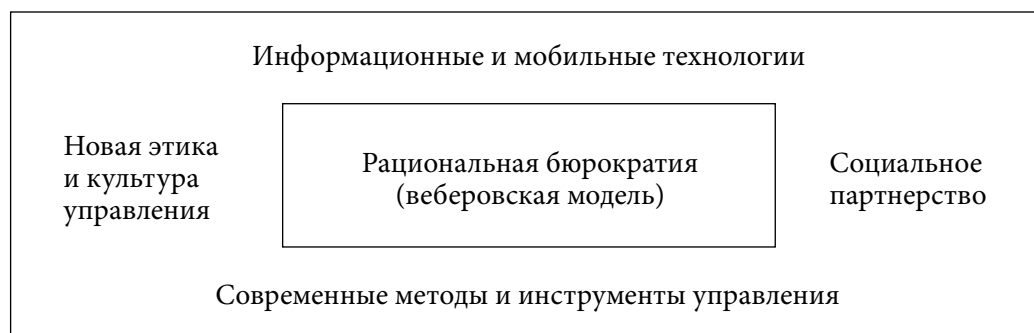 Информационные и мобильные технологии
Новая этика
и культура
управления
Рациональная бюрократия
(веберовская модель)
Социальное
партнерство
Современные методы и инструменты управления